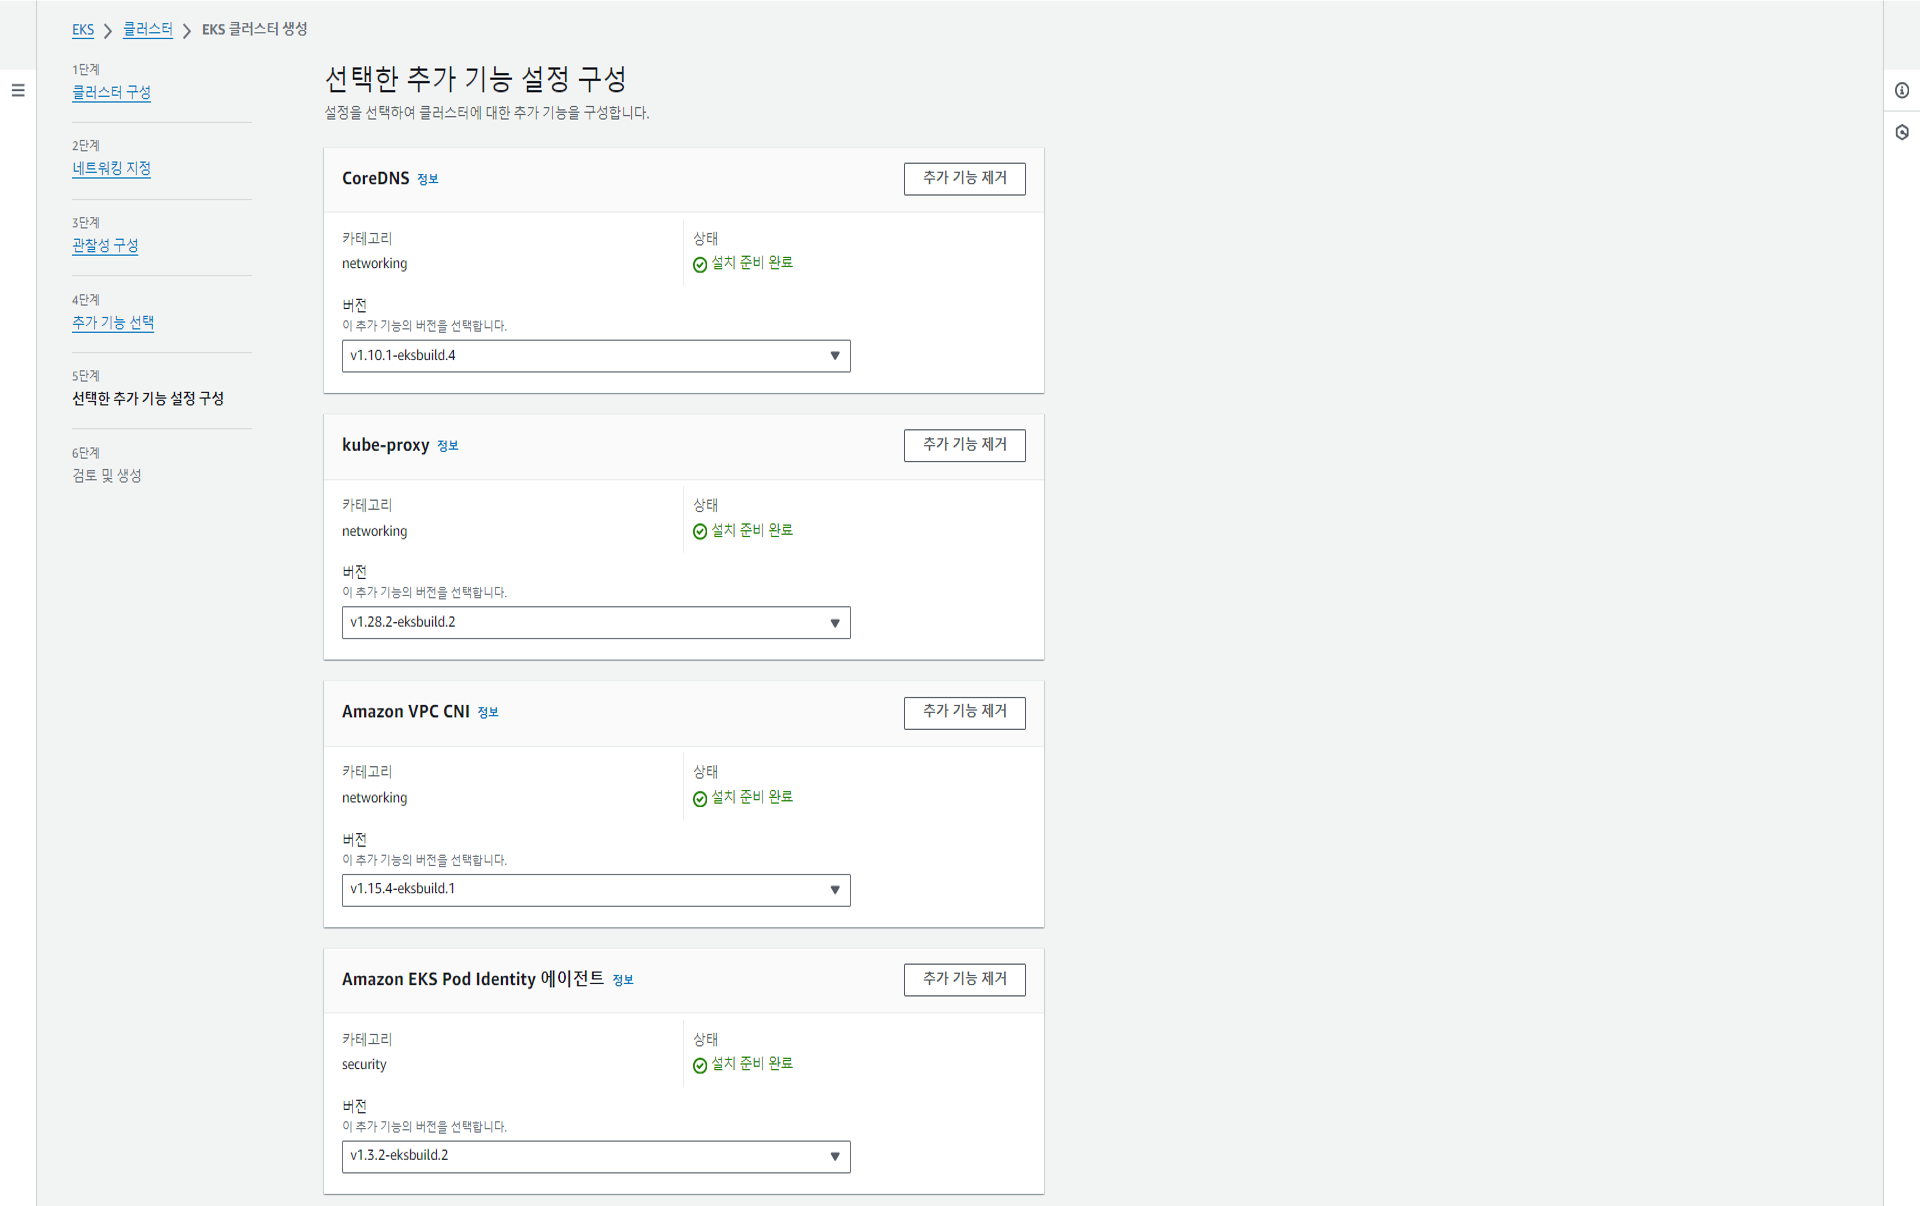 EKS 클러스터 EKS 클러스터 생성
1단계
클러스터 구성
2단계
네트워킹 지정
3단계
관찰성 구성
4단계
추가 기능 선택
5단계
선택한 추가 기능 설정 구성
6단계
검토 및 생성
선택한 추가 기능 설정 구성
설정을 선택하여 클러스터에 대한 추가 기능을 구성합니다.
CoreDNS 정보 추가 기능 제거
카테고리 상태
networking 설치 준비 완료
버전
이 추가 기능의 버전을 선택합니다.
v1.10.1-eksbuild.4
kube-proxy 정보 추가 기능 제거
카테고리 상태
networking 설치 준비 완료
버전
이 추가 기능의 버전을 선택합니다.
v1.28.2-eksbuild.2
Amazon VPC CNI 정보 추가 기능 제거
카테고리 상태
networking 설치 준비 완료
버전
이 추가 기능의 버전을 선택합니다.
v1.15.4-eksbuild.1
Amazon EKS Pod Identity 에이전트 정보 추가 기능 제거
카테고리 상태
security 설치 준비 완료
버전
이 추가 기능의 버전을 선택합니다.
v1.3.2-eksbuild.2